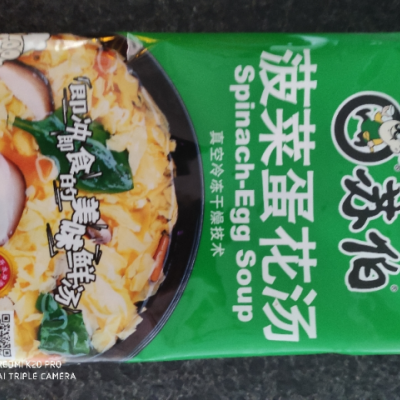 苏伯
菠菜蛋花汤
Spinach-Egg Soup
真空冷冻干燥技术
即冲即食的
美味鲜汤
K20 PRO
AI TRIPLE CAMERA